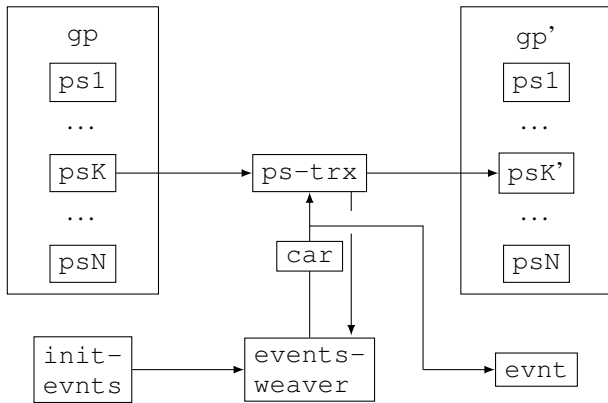 gp
ps1
...
psK
...
psN
ps-trx
car
init-
evnts
events-
weaver
gp'
ps1
...
psK'
...
psN
evnt